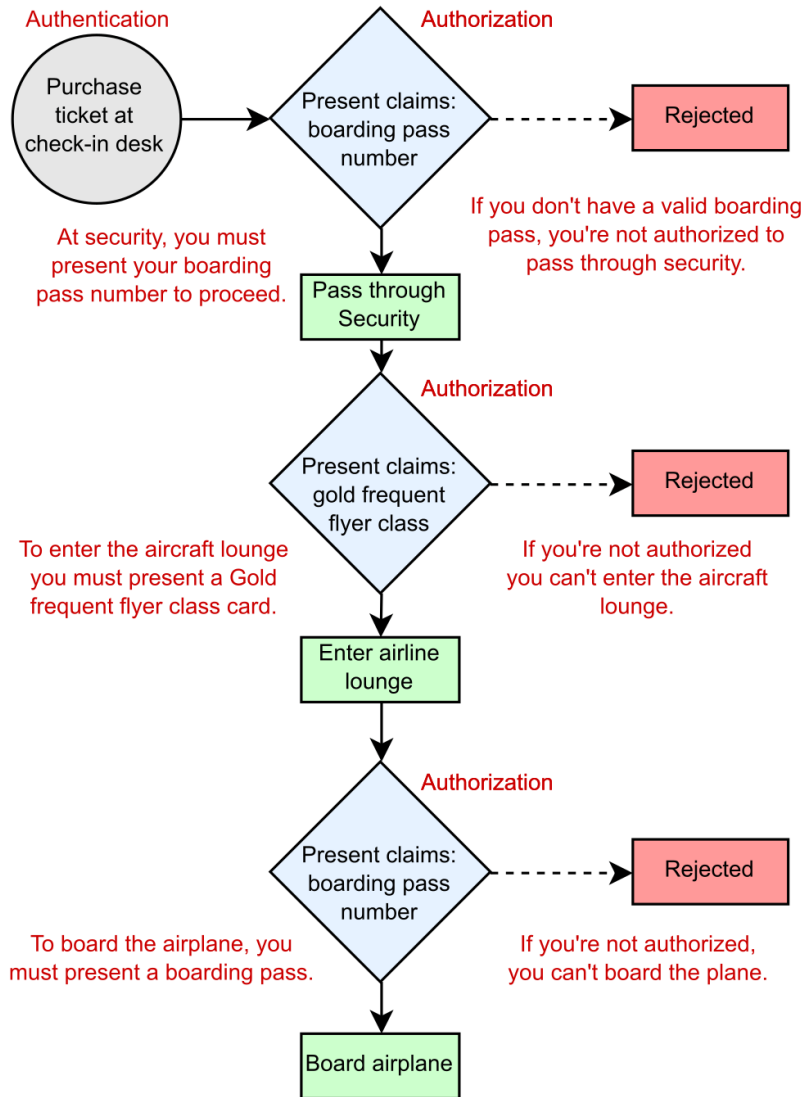 Authentication
Authorization
Purchase
ticket at
check-in desk
Present claims:
boarding pass
number
Rejected
At security, you must
present your boarding
pass number to proceed.
If you don't have a valid boarding
pass, you're not authorized to
pass through security.
Pass through
Security
Authorization
Present claims:
gold frequent
flyer class
Rejected
To enter the aircraft lounge
you must present a Gold
frequent flyer class card.
If you're not authorized
you can't enter the aircraft
lounge.
Enter airline
lounge
Authorization
Present claims:
boarding pass
number
Rejected
To board the airplane, you
must present a boarding pass.
If you're not authorized,
you can't board the plane.
Board airplane